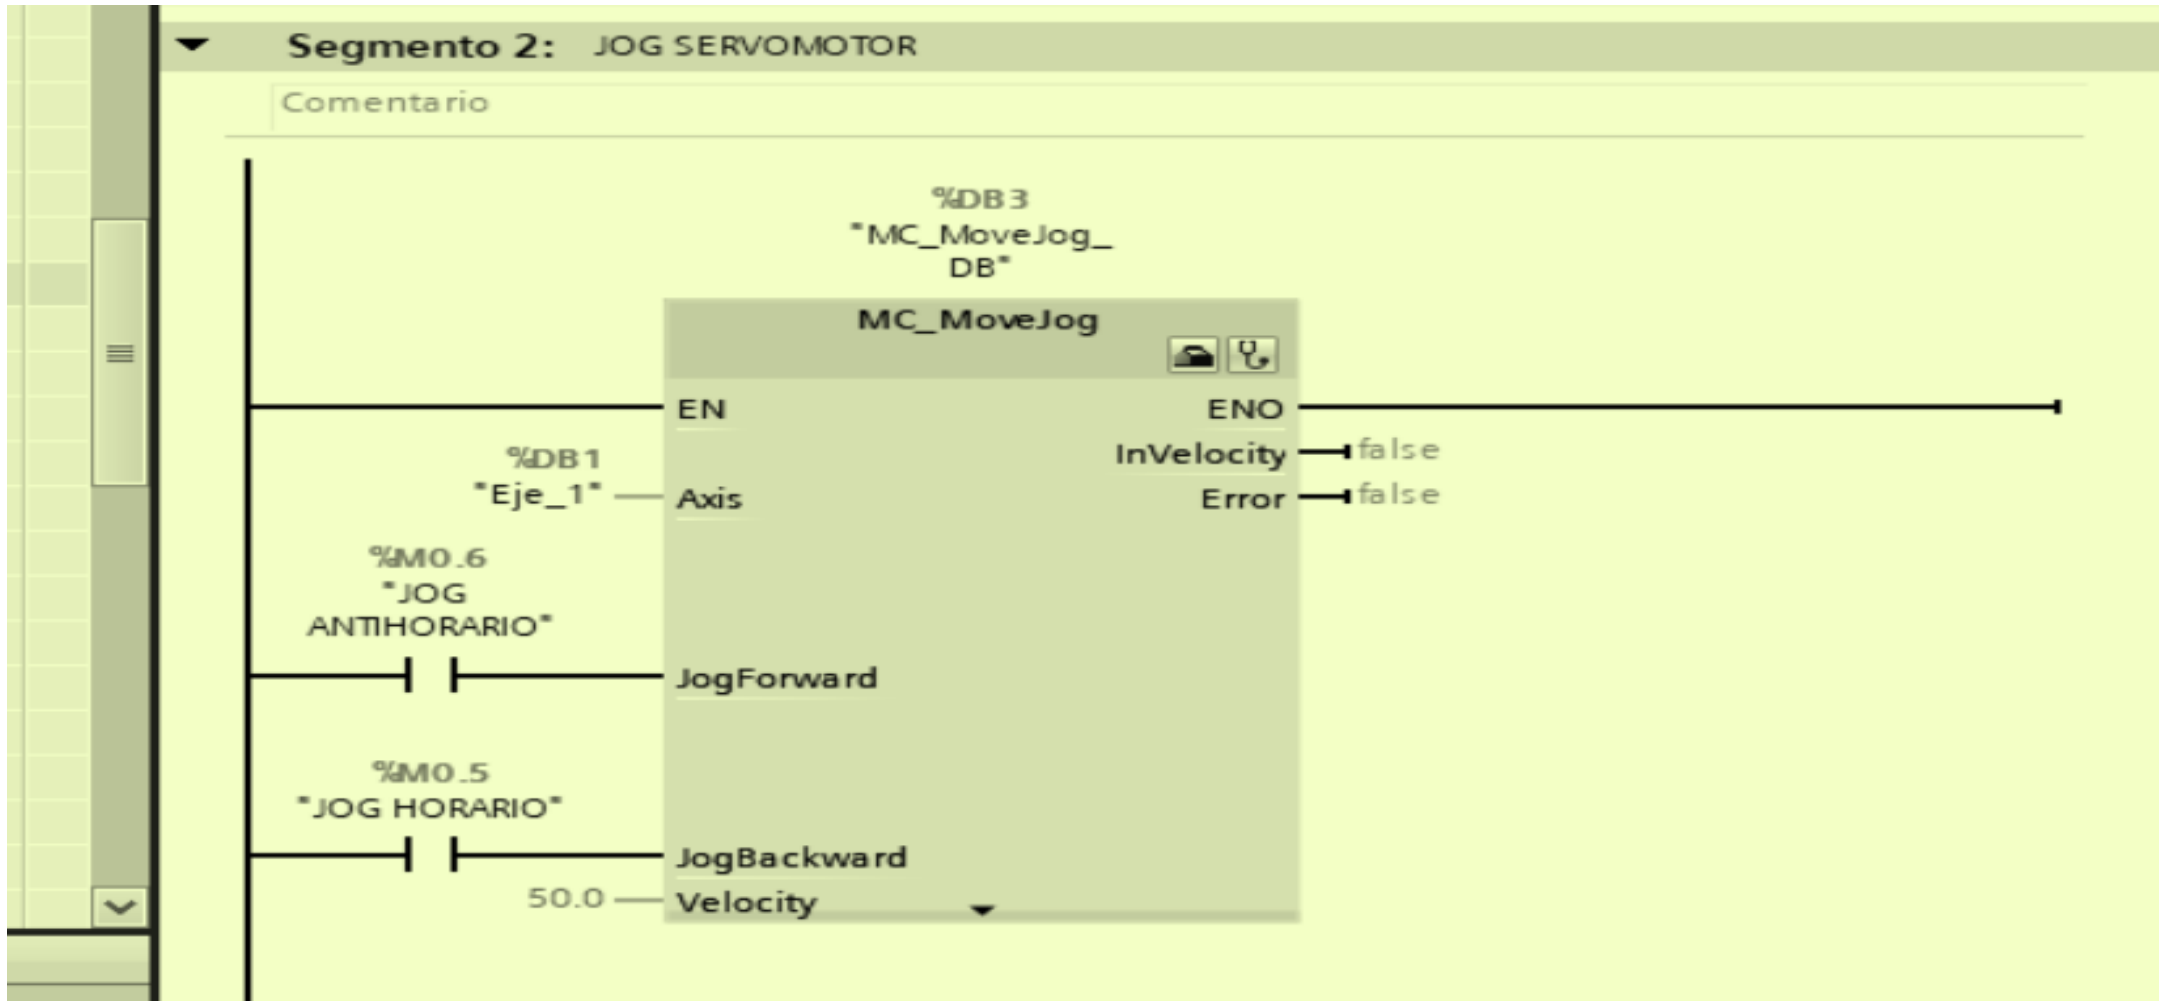 Segmento 2: JOG SERVOMOTOR
Comentario
%DB3
"MC_MoveJog_
DB"
MC_MoveJog
EN ENO
InVelocity false
%DB1
"Eje_1" Axis
Error false
%M0.6
"JOG
ANTIHORARIO"
JogForward
%M0.5
"JOG HORARIO"
JogBackward
50.0 Velocity